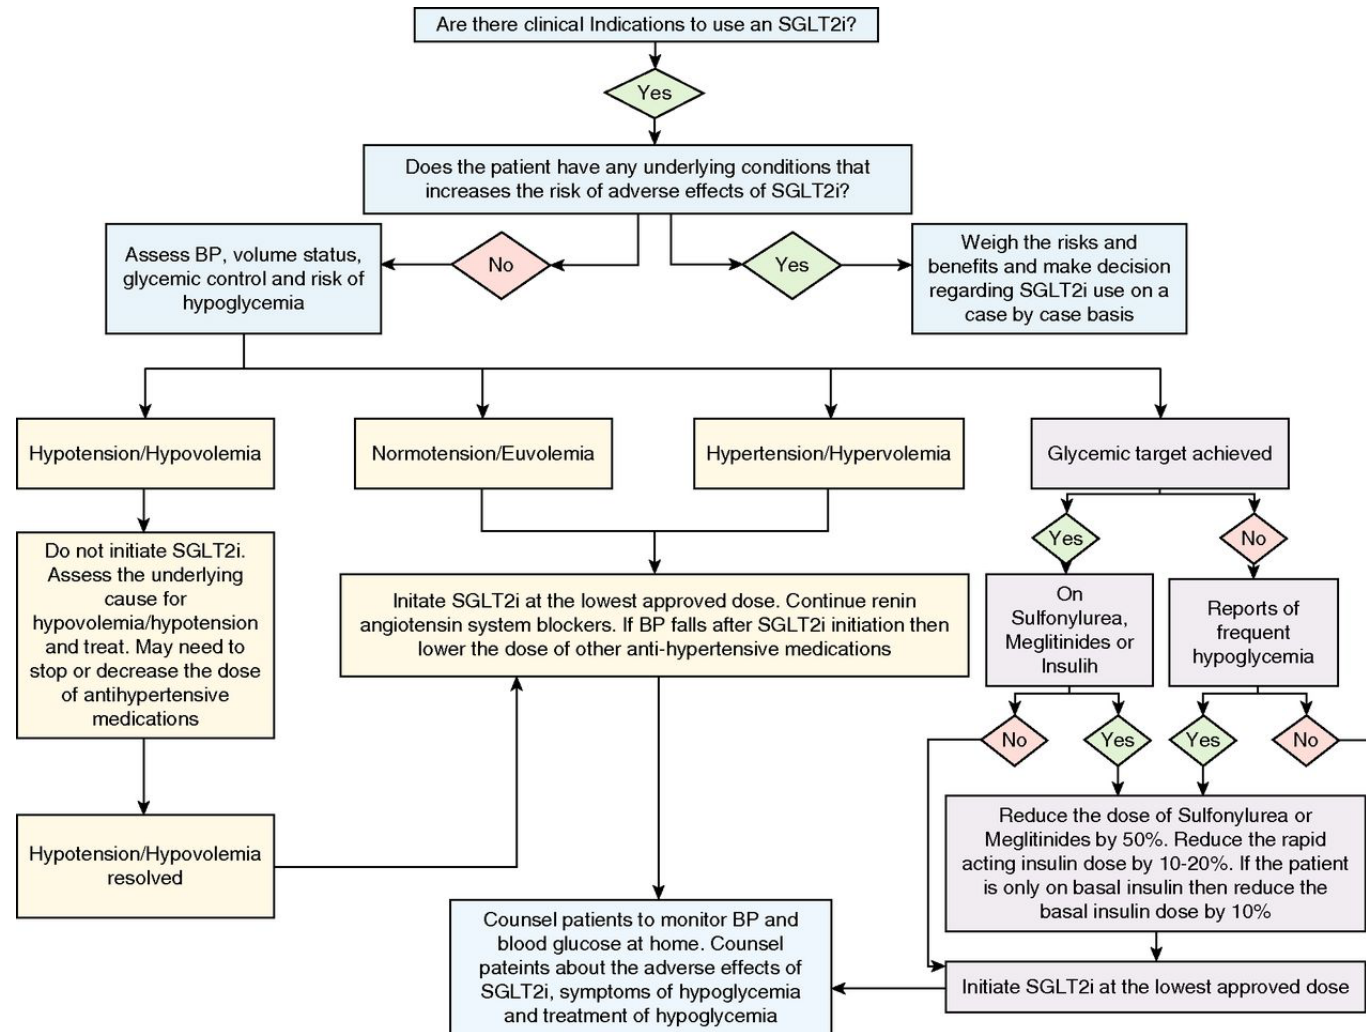 Are there clinical Indications to use an SGLT2i?
Yes
Does the patient have any underlying conditions that
increases the risk of adverse effects of SGLT2i?
Assess BP, volume status,
glycemic control and risk of
hypoglycemia
No
Yes
Weigh the risks and
benefits and make decision
regarding SGLT2i use on a
case by case basis
Hypotension/Hypovolemia
Normotension/Euvolemia
Hypertension/Hypervolemia
Glycemic target achieved
Yes
No
Do not initiate SGLT2i.
Assess the underlying
cause for
hypovolemia/hypotension
and treat. May need to
stop or decrease the dose
of antihypertensive
medications
Initate SGLT2i at the lowest approved dose. Continue renin
angiotensin system blockers. If BP falls after SGLT2i initiation then
lower the dose of other anti-hypertensive medications
On
Sulfonylurea,
Meglitinides or
Insulih
Reports of
frequent
hypoglycemia
No
Yes
Yes
No
Hypotension/Hypovolemia
resolved
Reduce the dose of Sulfonylurea or
Meglitinides by 50%. Reduce the rapid
acting insulin dose by 10-20%. If the patient
is only on basal insulin then reduce the
basal insulin dose by 10%
Counsel patients to monitor BP and
blood glucose at home. Counsel
pateints about the adverse effects of
SGLT2i, symptoms of hypoglycemia
and treatment of hypoglycemia
Initiate SGLT2i at the lowest approved dose